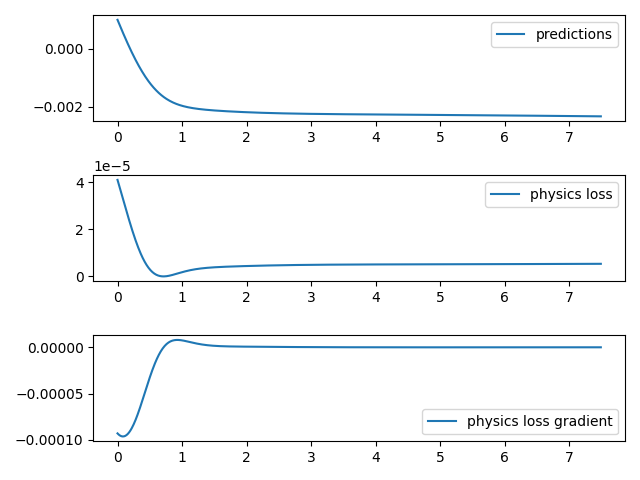 predictions
0.000
−0.002
0 1 2 3 4 5 6 7
1e−5
physics loss
4
2
0
0 1 2 3 4 5 6 7
0.00000
−0.00005
physics loss gradient
−0.00010
0 1 2 3 4 5 6 7